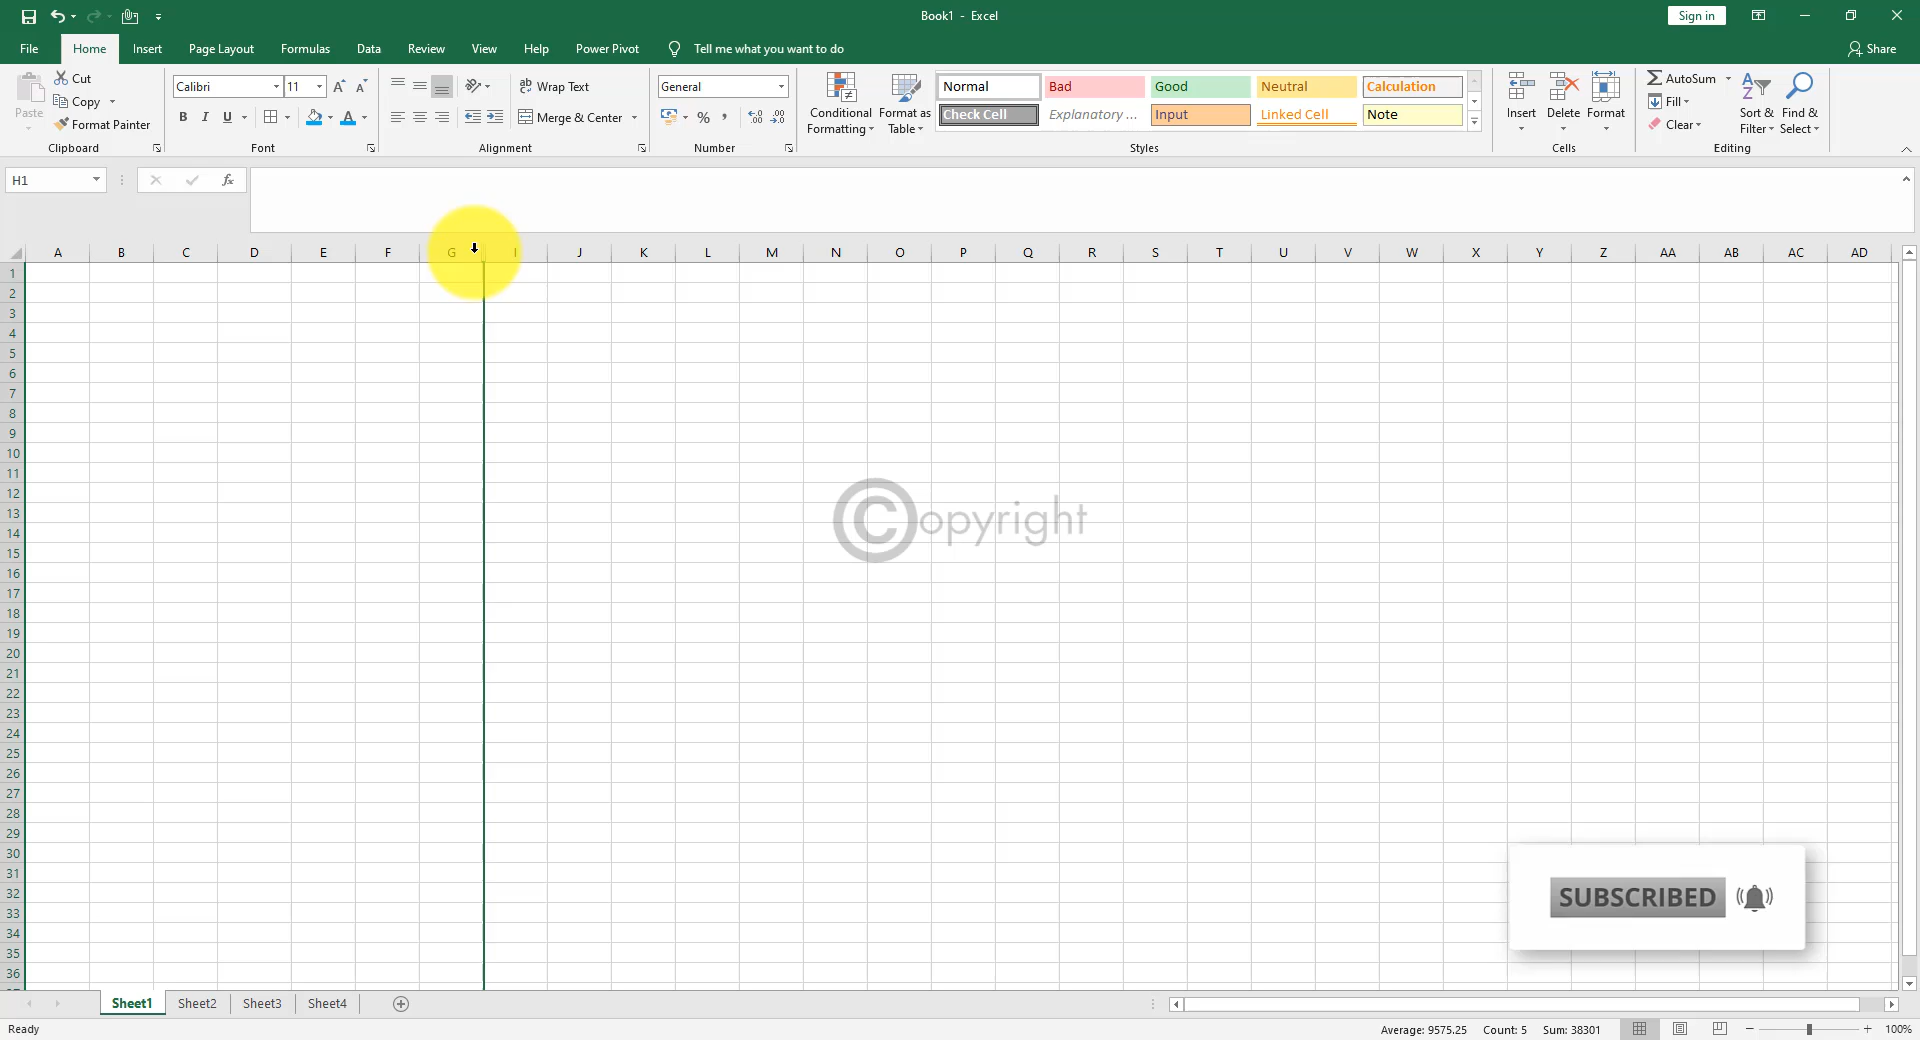 Book1 - Excel
Sign in
File Home Insert Page Layout Formulas Data Review View Help Power Pivot Tell me what you want to do Share
Paste
Cut
Copy
Format Painter
Clipboard
Calibri 11
B I U
Font
Wrap Text
Merge & Center
Alignment
General
Number
Conditional Formatting
Format as Table
Normal Bad Good Neutral Calculation
Check Cell Explanatory ... Input Linked Cell Note
Styles
Insert Delete Format
Cells
AutoSum
Fill
Clear
Sort & Filter
Find & Select
Editing
H1
fx
A B C D E F G I J K L M N O P Q R S T U V W X Y Z AA AB AC AD
1
2
3
4
5
6
7
8
9
10
11
12
13
14
15
16
17
18
19
20
21
22
23
24
25
26
27
28
29
30
31
32
33
34
35
36
©opyright
SUBSCRIBED
Sheet1 Sheet2 Sheet3 Sheet4
Ready
Average: 9575.25 Count: 5 Sum: 38301
100%